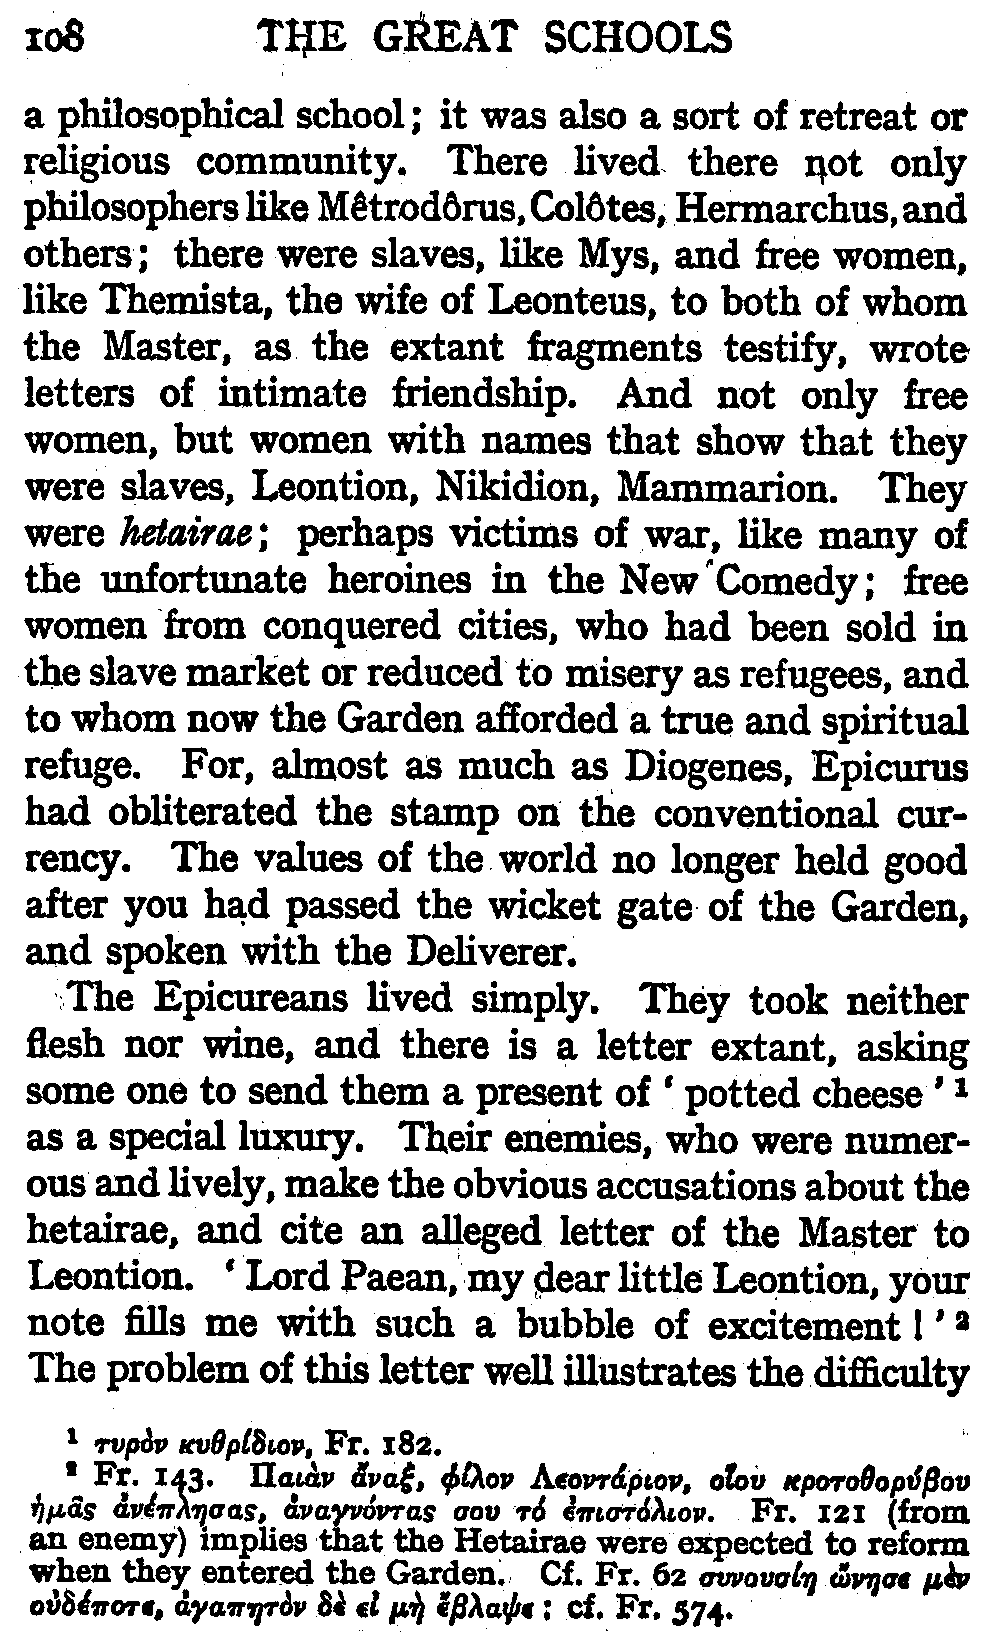 108 THE GREAT SCHOOLS
a philosophical school; it was also a sort of retreat or
religious community. There lived there not only
philosophers like Mêtrodôrus, Colôtes, Hermarchus, and
others; there were slaves, like Mys, and free women,
like Themista, the wife of Leonteus, to both of whom
the Master, as the extant fragments testify, wrote
letters of intimate friendship. And not only free
women, but women with names that show that they
were slaves, Leontion, Nikidion, Mammarion. They
were hetairae; perhaps victims of war, like many of
the unfortunate heroines in the New Comedy; free
women from conquered cities, who had been sold in
the slave market or reduced to misery as refugees, and
to whom now the Garden afforded a true and spiritual
refuge. For, almost as much as Diogenes, Epicurus
had obliterated the stamp on the conventional cur-
rency. The values of the world no longer held good
after you had passed the wicket gate of the Garden,
and spoken with the Deliverer.
The Epicureans lived simply. They took neither
flesh nor wine, and there is a letter extant, asking
some one to send them a present of ‘ potted cheese ’ ¹
as a special luxury. Their enemies, who were numer-
ous and lively, make the obvious accusations about the
hetairae, and cite an alleged letter of the Master to
Leontion. ‘ Lord Paean, my dear little Leontion, your
note fills me with such a bubble of excitement ! ’ ²
The problem of this letter well illustrates the difficulty
¹ τυρὸν κυθρίδιον, Fr. 182.
² Fr. 143. Παιὰν ἄναξ, φίλον Λεοντάριον, οἵου κροτοθορύβου
ἡμᾶς ἀνέπλησας, ἀναγνόντας σου τό ἐπιστόλιον. Fr. 121 (from
an enemy) implies that the Hetairae were expected to reform
when they entered the Garden. Cf. Fr. 62 συνουσίη ὤνησε μὲν
οὐδέποτε, ἀγαπητὸν δὲ εἰ μὴ ἔβλαψε : cf. Fr. 574.